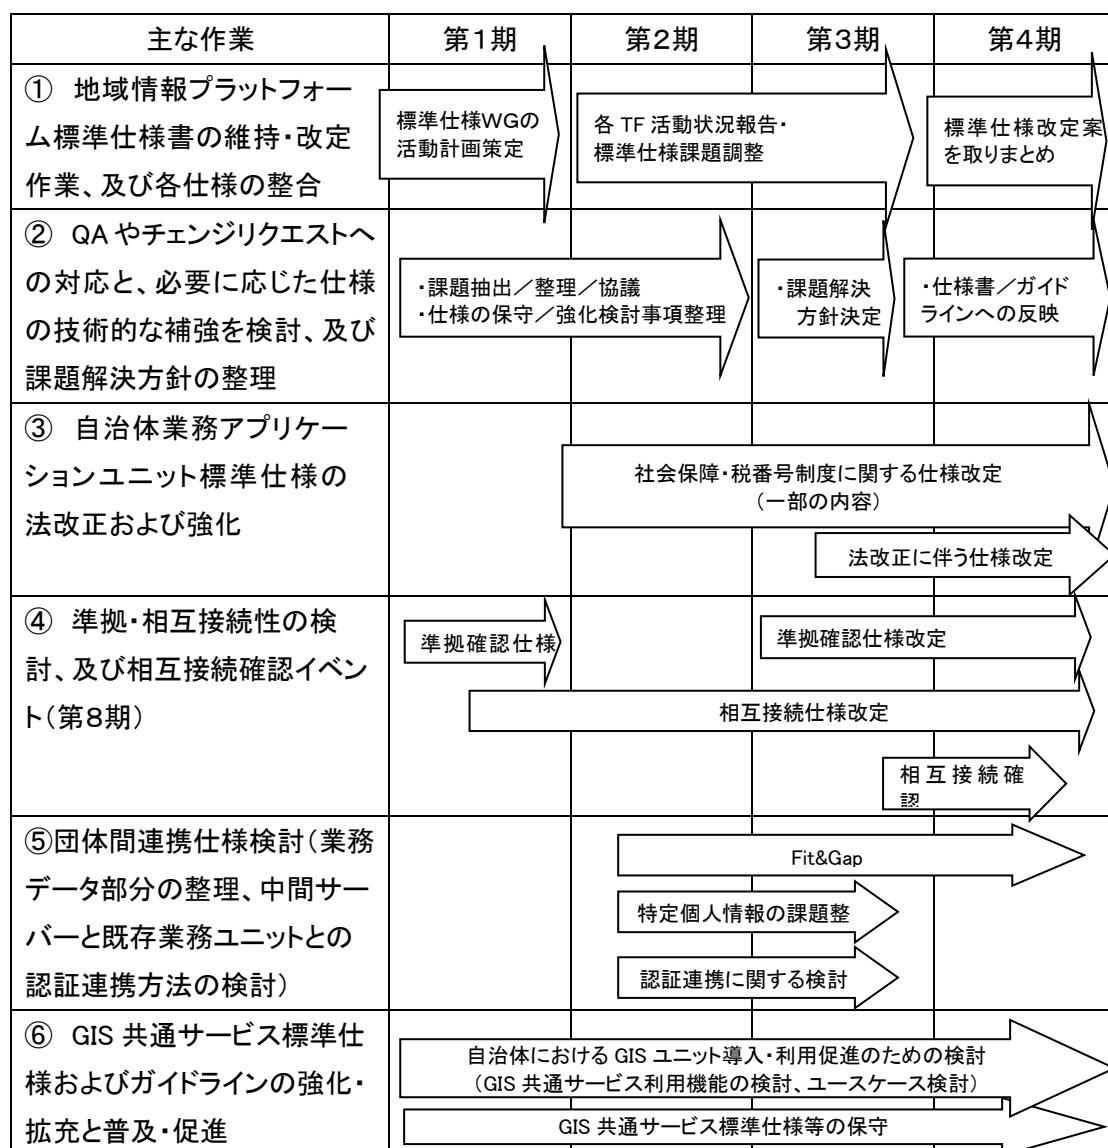 主な作業
第1期
第2期
第3期
第4期
① 地域情報プラットフォー
ム標準仕様書の維持・改定
作業、及び各仕様の整合
標準仕様WGの
活動計画策定
各 TF 活動状況報告・
標準仕様課題調整
標準仕様改定案
を取りまとめ
② QA やチェンジリクエストへ
の対応と、必要に応じた仕様
の技術的な補強を検討、及び
課題解決方針の整理
・課題抽出／整理／協議
・仕様の保守／強化検討事項整理
・課題解決
方針決定
・仕様書／ガイド
ラインへの反映
③ 自治体業務アプリケー
ションユニット標準仕様の
法改正および強化
社会保障・税番号制度に関する仕様改定
（一部の内容）
法改正に伴う仕様改定
④ 準拠・相互接続性の検
討、及び相互接続確認イベン
ト（第8期）
準拠確認仕様
準拠確認仕様改定
相互接続仕様改定
相互接続確
認
⑤団体間連携仕様検討（業務
データ部分の整理、中間サー
バーと既存業務ユニットとの
認証連携方法の検討）
Fit&Gap
特定個人情報の課題整
認証連携に関する検討
⑥ GIS 共通サービス標準仕
様およびガイドラインの強化・
拡充と普及・促進
自治体における GIS ユニット導入・利用促進のための検討
（GIS 共通サービス利用機能の検討、ユースケース検討）
GIS 共通サービス標準仕様等の保守